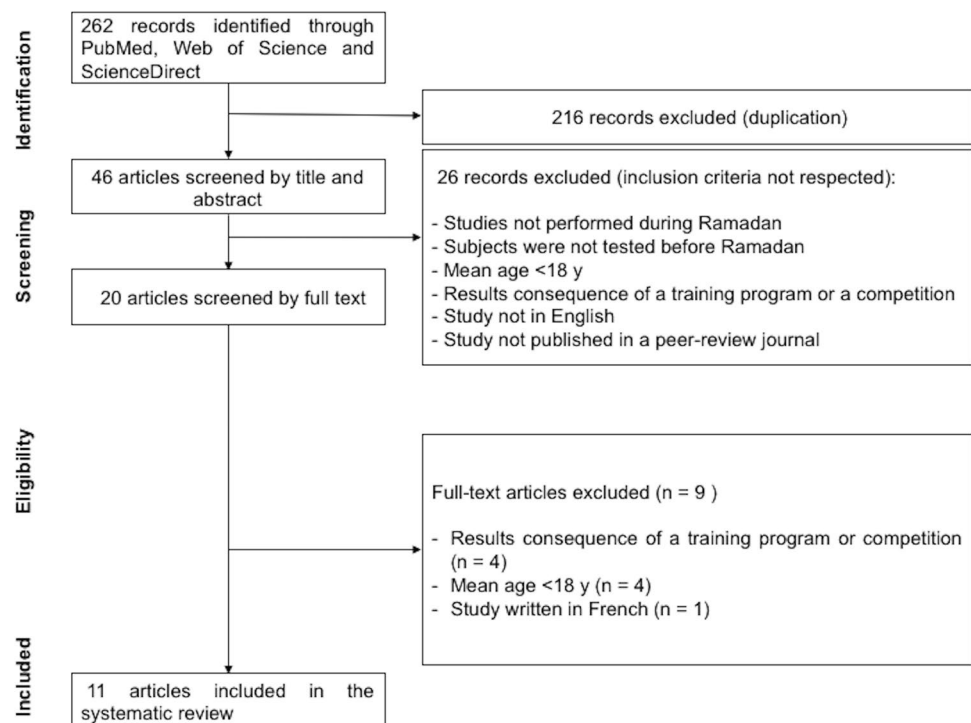 262 records identified through
PubMed, Web of Science and
ScienceDirect
Identification
216 records excluded (duplication)
46 articles screened by title and
abstract
26 records excluded (inclusion criteria not respected):
- Studies not performed during Ramadan
- Subjects were not tested before Ramadan
- Mean age <18 y
- Results consequence of a training program or a competition
- Study not in English
- Study not published in a peer-review journal
Screening
20 articles screened by full text
Eligibility
Full-text articles excluded (n = 9 )
- Results consequence of a training program or competition
(n = 4)
- Mean age <18 y (n = 4)
- Study written in French (n = 1)
Included
11 articles included in the
systematic review